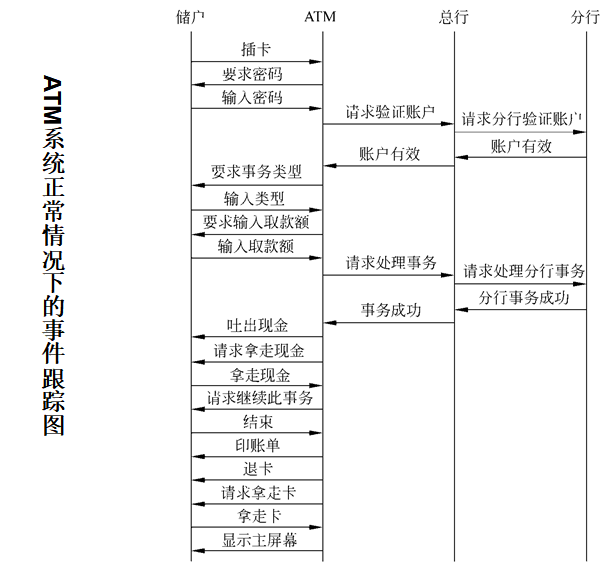 ATM系统正常情况下的事件跟踪图
储户 ATM 总行 分行
插卡
要求密码
输入密码
请求验证账户
请求分行验证账户
账户有效
账户有效
要求事务类型
输入类型
要求输入取款额
输入取款额
请求处理事务
请求处理分行事务
分行事务成功
事务成功
吐出现金
请求拿走现金
拿走现金
请求继续此事务
结束
印账单
退卡
请求拿走卡
拿走卡
显示主屏幕